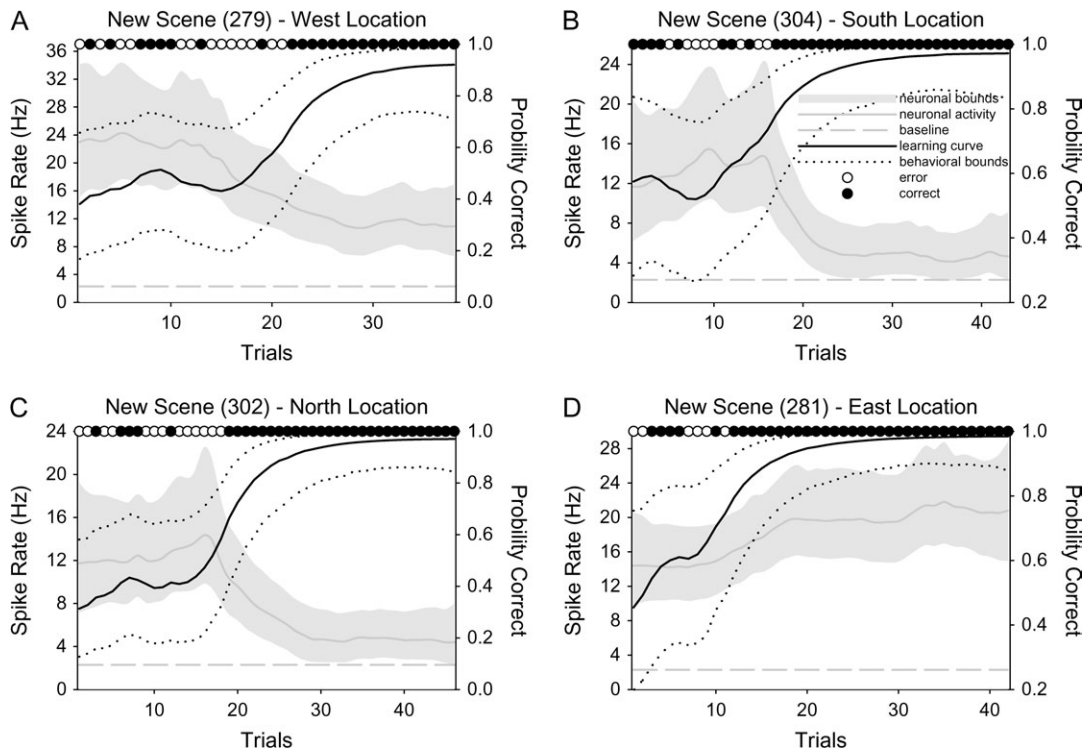 A
New Scene (279) - West Location
36
32
28
24
20
16
12
8
4
0
Spike Rate (Hz)
1.0
0.8
0.6
0.4
0.2
0.0
Probility Correct
10 20 30
Trials
B
New Scene (304) - South Location
24
20
16
12
8
4
0
Spike Rate (Hz)
neuronal bounds
neuronal activity
baseline
learning curve
behavioral bounds
error
correct
1.0
0.8
0.6
0.4
0.2
Probility Correct
10 20 30 40
Trials
C
New Scene (302) - North Location
24
20
16
12
8
4
0
Spike Rate (Hz)
1.0
0.8
0.6
0.4
0.2
0.0
Probility Correct
10 20 30 40
Trials
D
New Scene (281) - East Location
28
24
20
16
12
8
4
0
Spike Rate (Hz)
1.0
0.8
0.6
0.4
0.2
Probility Correct
10 20 30 40
Trials